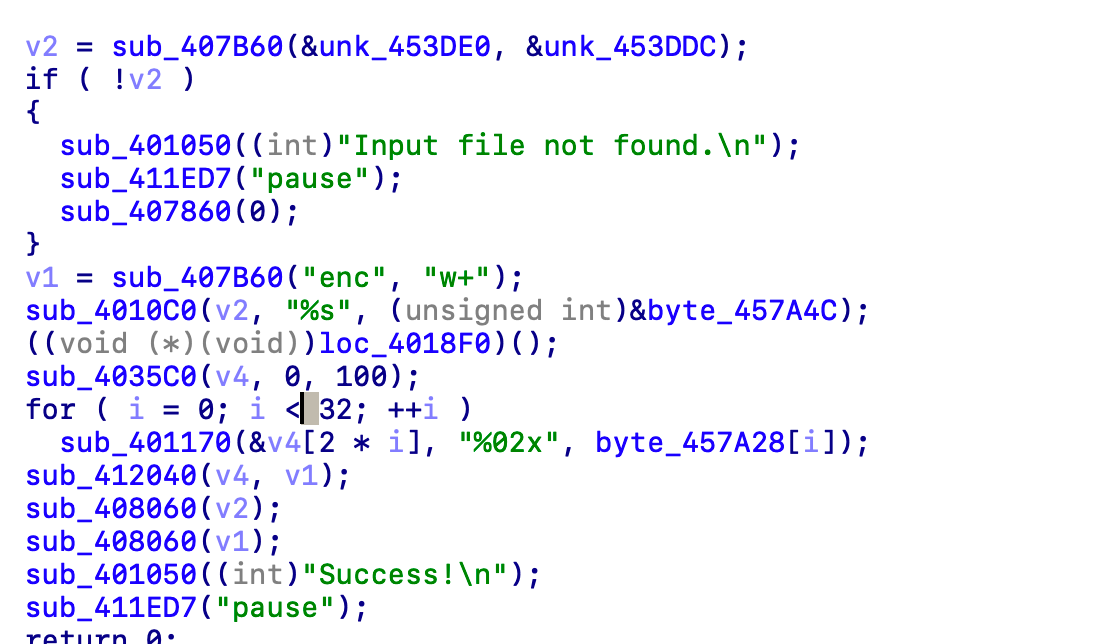 v2 = sub_407B60(&unk_453DE0, &unk_453DDC);
if ( !v2 )
{
  sub_401050((int)"Input file not found.\n");
  sub_411ED7("pause");
  sub_407860(0);
}
v1 = sub_407B60("enc", "w+");
sub_4010C0(v2, "%s", (unsigned int)&byte_457A4C);
((void (*)(void))loc_4018F0)();
sub_4035C0(v4, 0, 100);
for ( i = 0; i < 32; ++i )
  sub_401170(&v4[2 * i], "%02x", byte_457A28[i]);
sub_412040(v4, v1);
sub_408060(v2);
sub_408060(v1);
sub_401050((int)"Success!\n");
sub_411ED7("pause");
return 0;